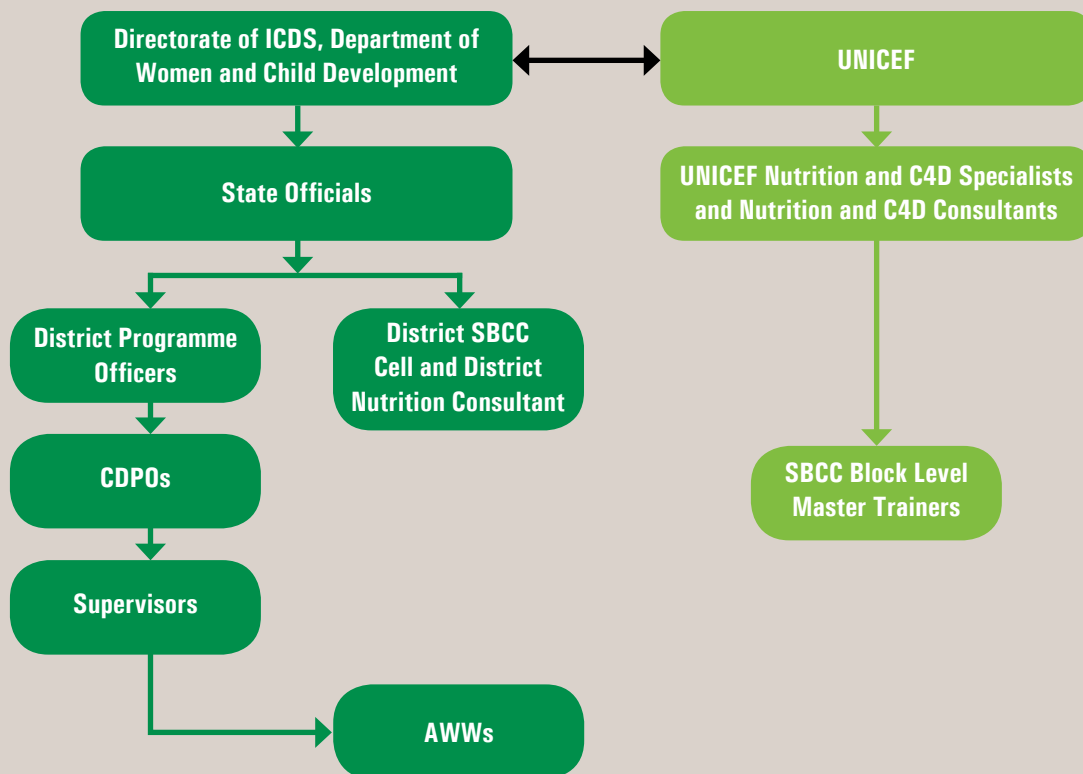 Directorate of ICDS, Department of
Women and Child Development
UNICEF
State Officials
UNICEF Nutrition and C4D Specialists
and Nutrition and C4D Consultants
District Programme
Officers
District SBCC
Cell and District
Nutrition Consultant
CDPOs
SBCC Block Level
Master Trainers
Supervisors
AWWs